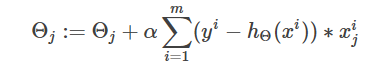 Θ_j := Θ_j + α ∑_{i=1}^{m} (y^i − h_Θ(x^i)) * x_j^i